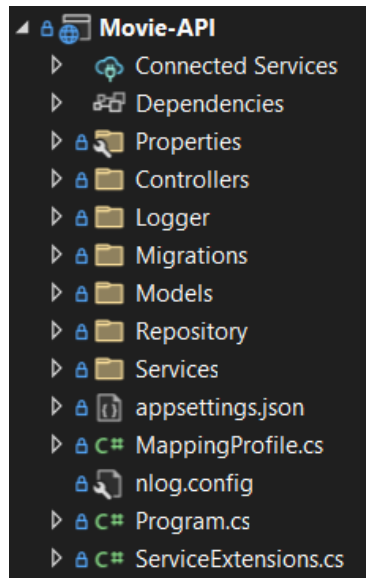 Movie-API
Connected Services
Dependencies
Properties
Controllers
Logger
Migrations
Models
Repository
Services
appsettings.json
C# MappingProfile.cs
nlog.config
C# Program.cs
C# ServiceExtensions.cs